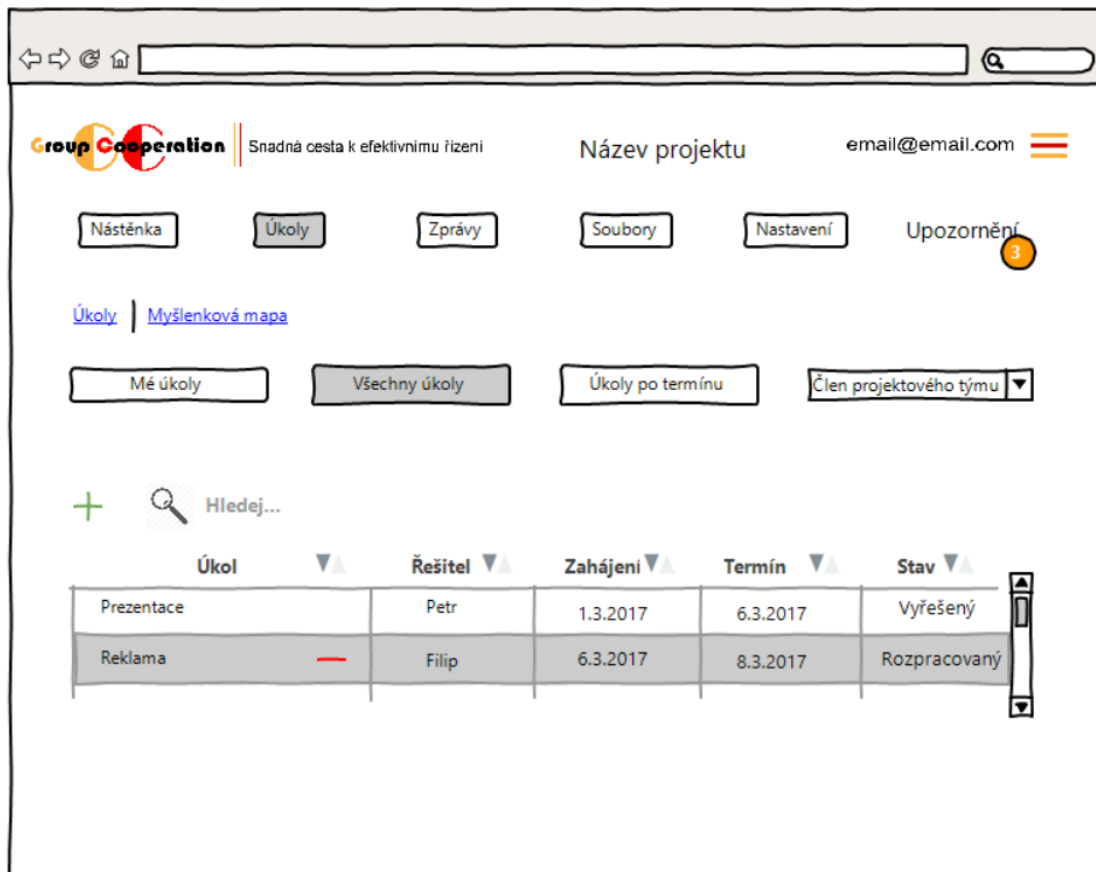 Group Cooperation Snadná cesta k efektivnimu řizeni Název projektu email@email.com
Nástěnka Úkoly Zprávy Soubory Nastavení Upozornění
3
Úkoly Myšlenková mapa
Mé úkoly Všechny úkoly Úkoly po termínu Člen projektového týmu
Hledej...
Úkol Řešitel Zahájení Termín Stav
Prezentace Petr 1.3.2017 6.3.2017 Vyřešený
Reklama Filip 6.3.2017 8.3.2017 Rozpracovaný